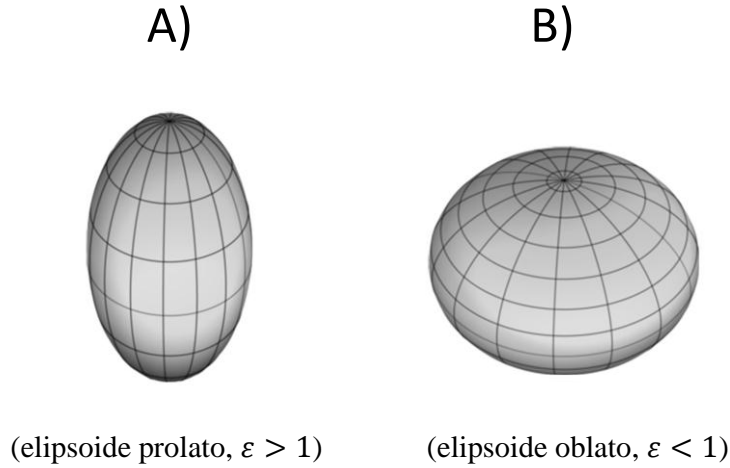 A)
B)
(elipsoide prolato, ε > 1)
(elipsoide oblato, ε < 1)